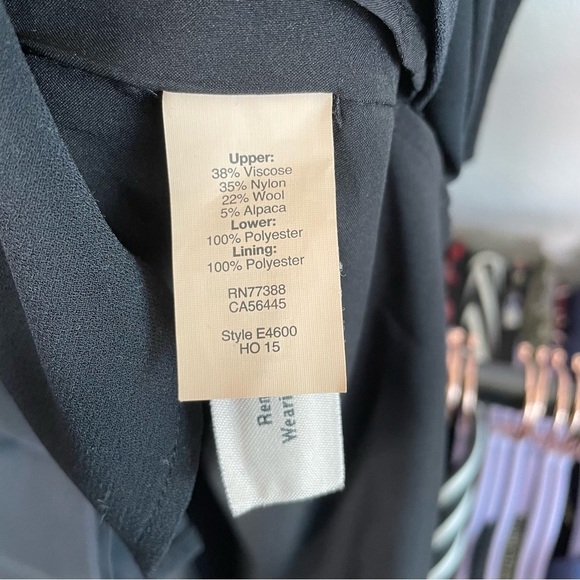 Upper:
38% Viscose
35% Nylon
22% Wool
5% Alpaca
Lower:
100% Polyester
Lining:
100% Polyester
RN77388
CA56445
Style E4600
HO 15